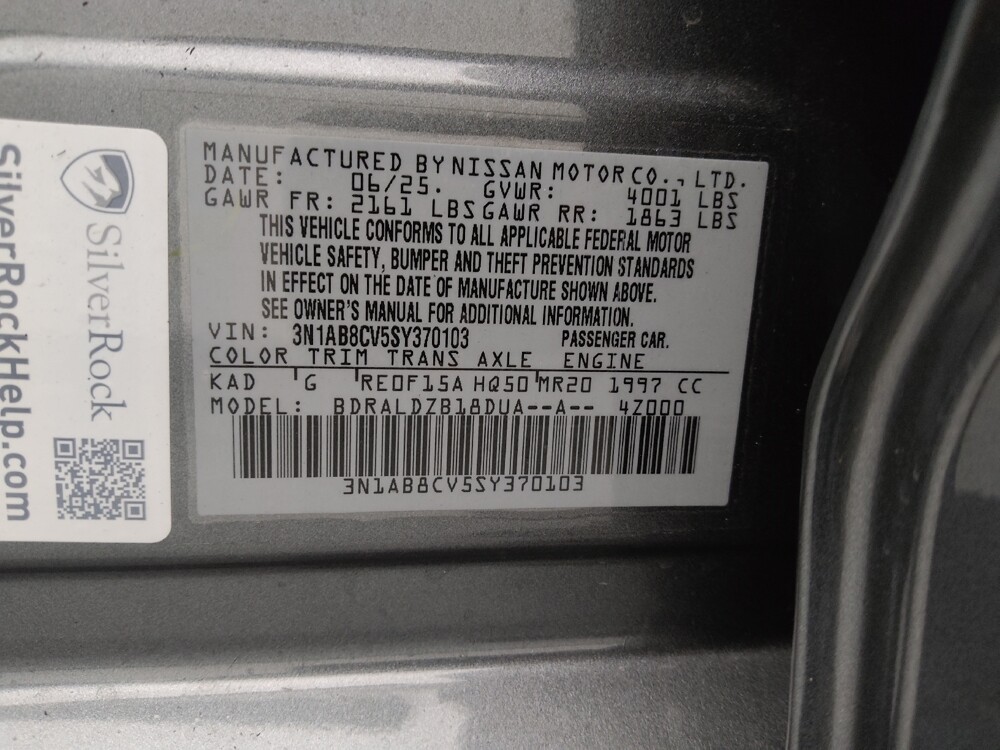 MANUFACTURED BY NISSAN MOTOR CO., LTD.
DATE: 06/25. GVWR: 4001 LBS
GAWR FR: 2161 LBS GAWR RR: 1863 LBS
THIS VEHICLE CONFORMS TO ALL APPLICABLE FEDERAL MOTOR
VEHICLE SAFETY, BUMPER AND THEFT PREVENTION STANDARDS
IN EFFECT ON THE DATE OF MANUFACTURE SHOWN ABOVE.
SEE OWNER'S MANUAL FOR ADDITIONAL INFORMATION.
VIN: 3N1AB8CV5SY370103 PASSENGER CAR.
COLOR TRIM TRANS AXLE ENGINE
KAD G RE0F15A HQ50 MR20 1997 CC
MODEL: BDRALDZB18DUA--A-- 4Z000
3N1AB8CV5SY370103
SilverRock
SilverRockHelp.com